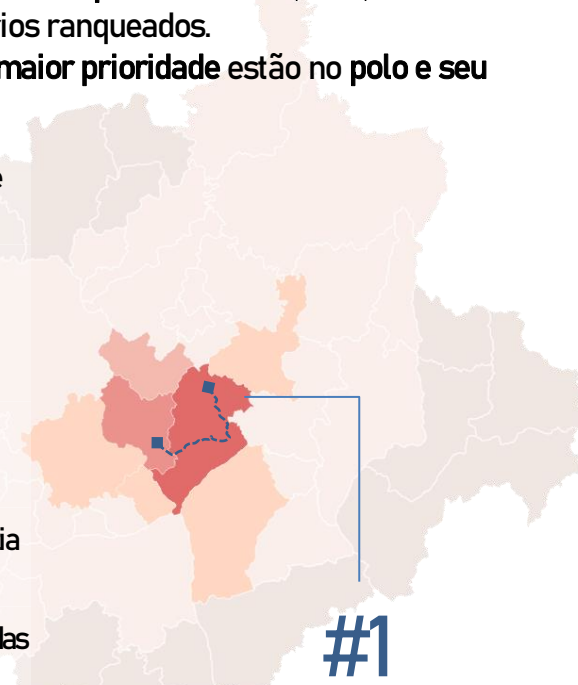 ios ranqueados.
maior prioridade estão no polo e seu
e
ia
las
#1